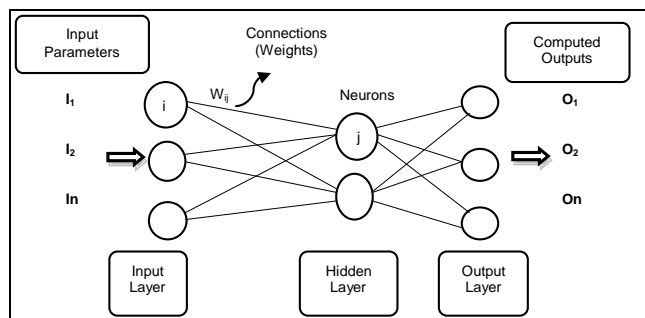 Input
Parameters
Connections
(Weights)
Computed
Outputs
I1
i
Wij
Neurons
O1
I2
j
O2
In
On
Input
Layer
Hidden
Layer
Output
Layer